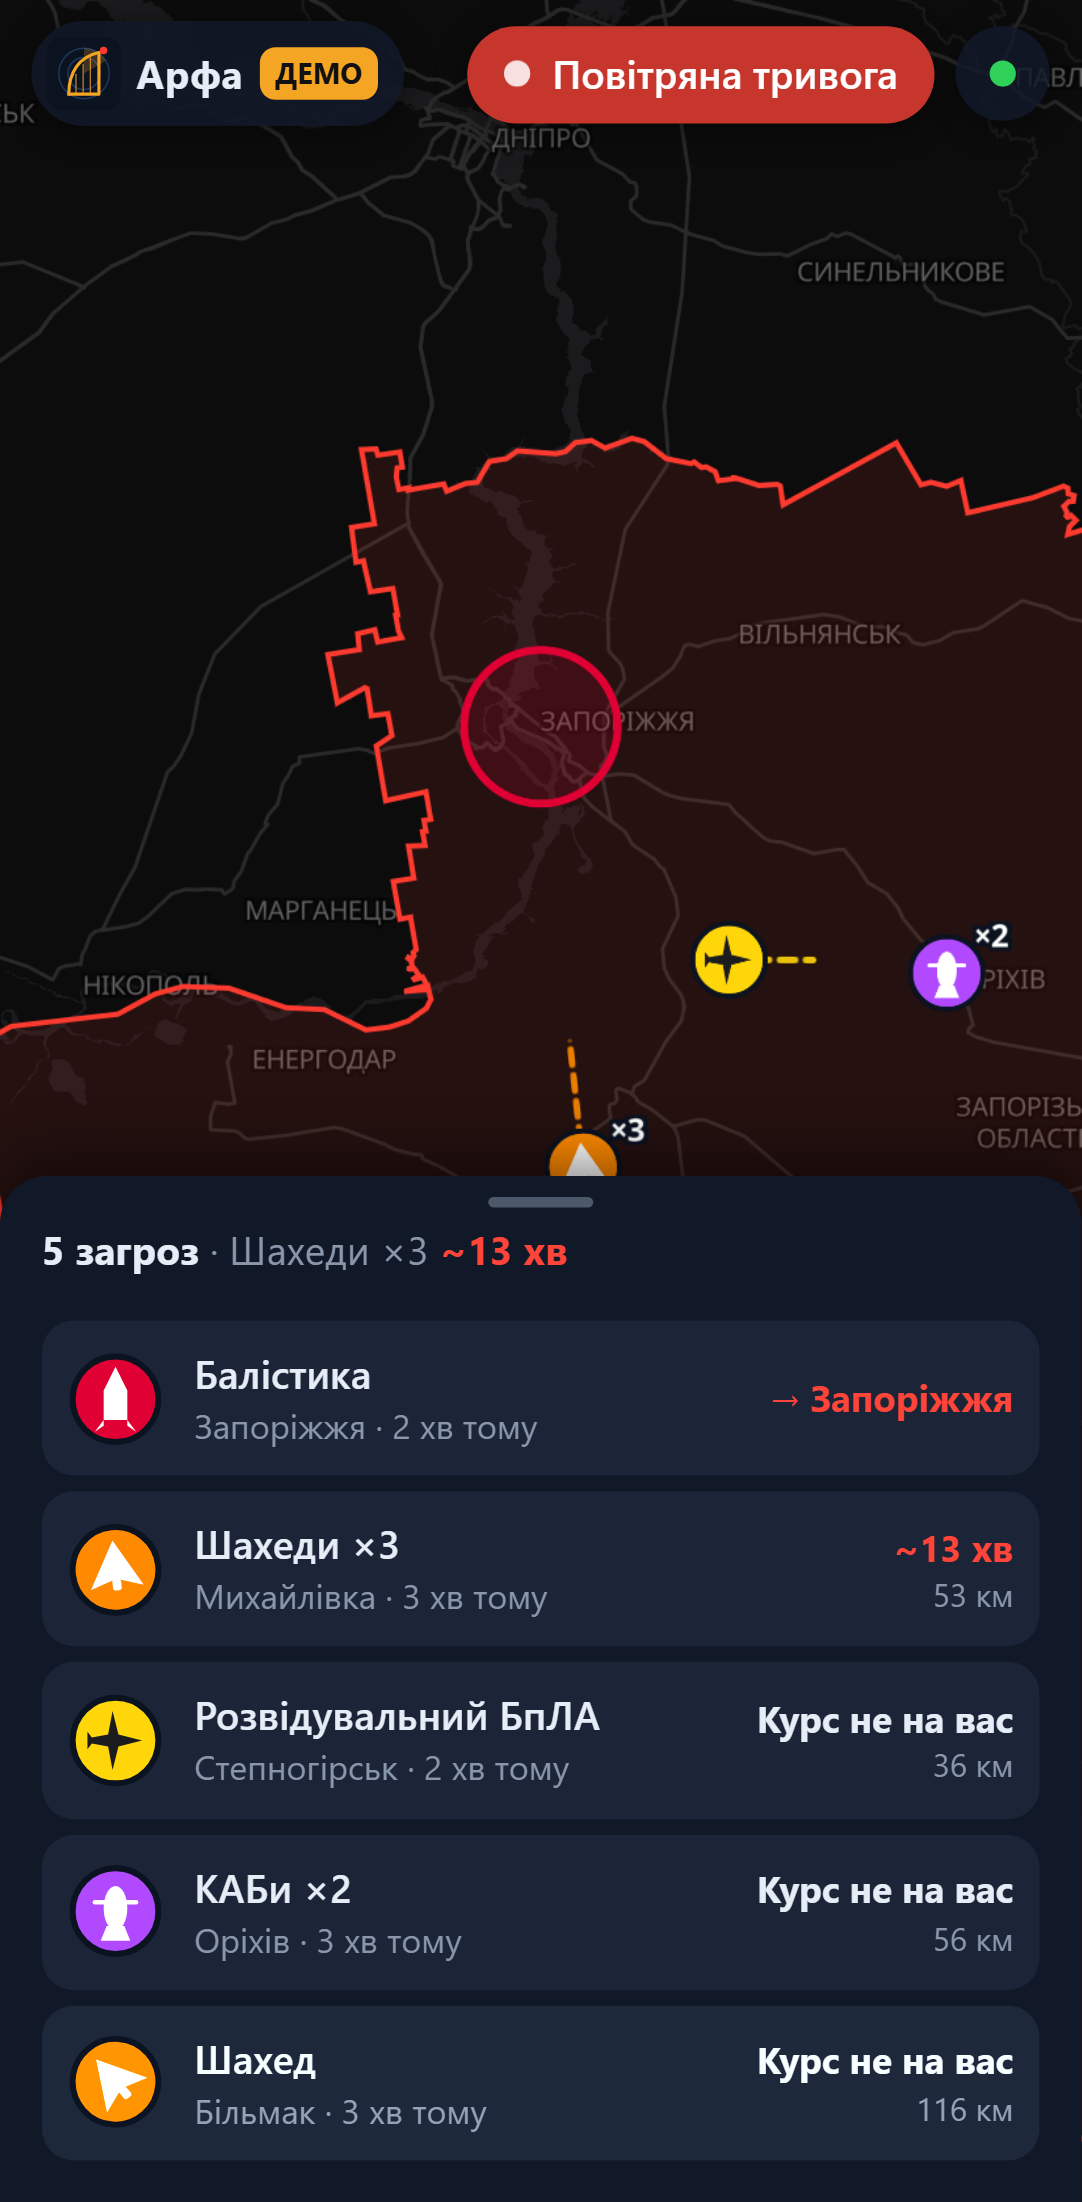 Арфа ДЕМО
Повітряна тривога
ДНІПРО
СИНЕЛЬНИКОВЕ
ВІЛЬНЯНСЬК
ЗАПОРІЖЖЯ
МАРГАНЕЦЬ
×2
НІКОПОЛЬ
ЕНЕРГОДАР
ОБЛАСТ
×3
5 загроз · Шахеди ×3 ~13 хв
Балістика
Запоріжжя · 2 хв тому
→ Запоріжжя
Шахеди ×3
Михайлівка · 3 хв тому
~13 хв
53 км
Розвідувальний БпЛА
Степногірськ · 2 хв тому
Курс не на вас
36 км
КАБи ×2
Оріхів · 3 хв тому
Курс не на вас
56 км
Шахед
Більмак · 3 хв тому
Курс не на вас
116 км